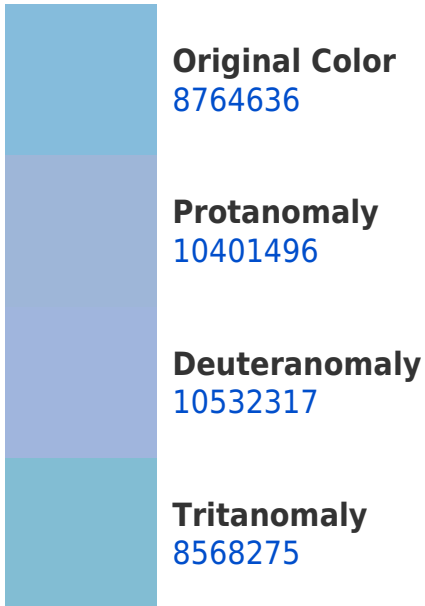 Original Color
8764636
Protanomaly
10401496
Deuteranomaly
10532317
Tritanomaly
8568275